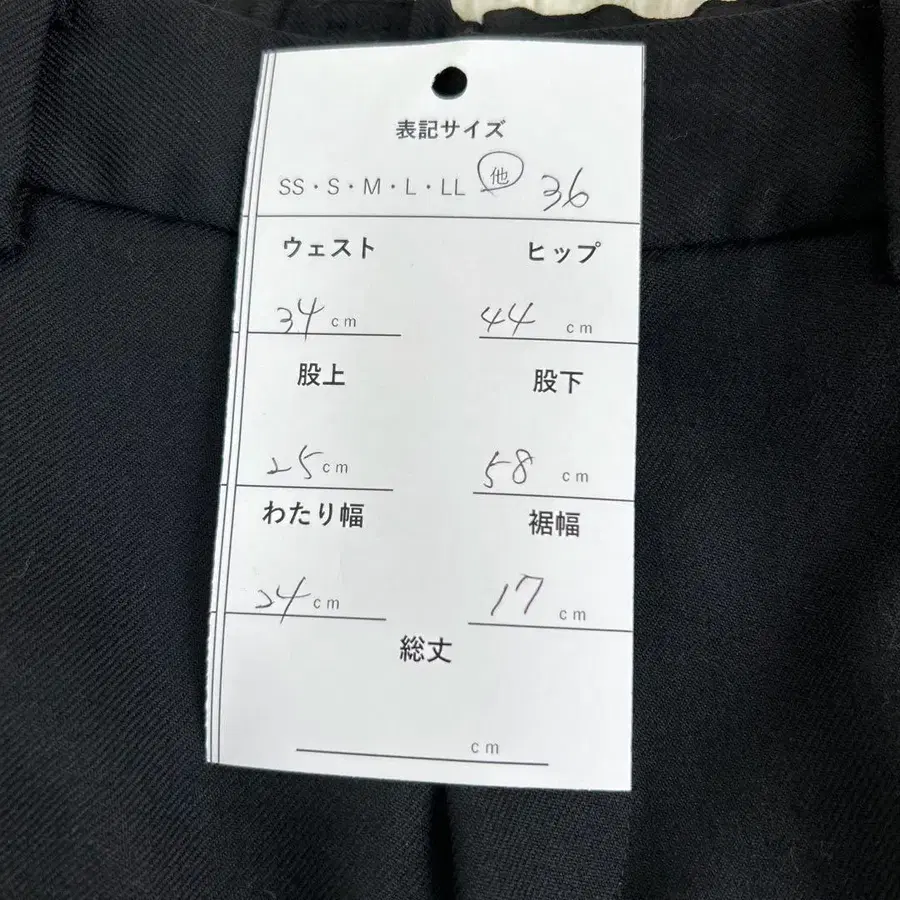 表記サイズ
SS・S・M・L・LL 他 36
ウェスト ヒップ
34 cm 44 cm
股上 股下
25 cm 58 cm
わたり幅 裾幅
24 cm 17 cm
総丈
cm